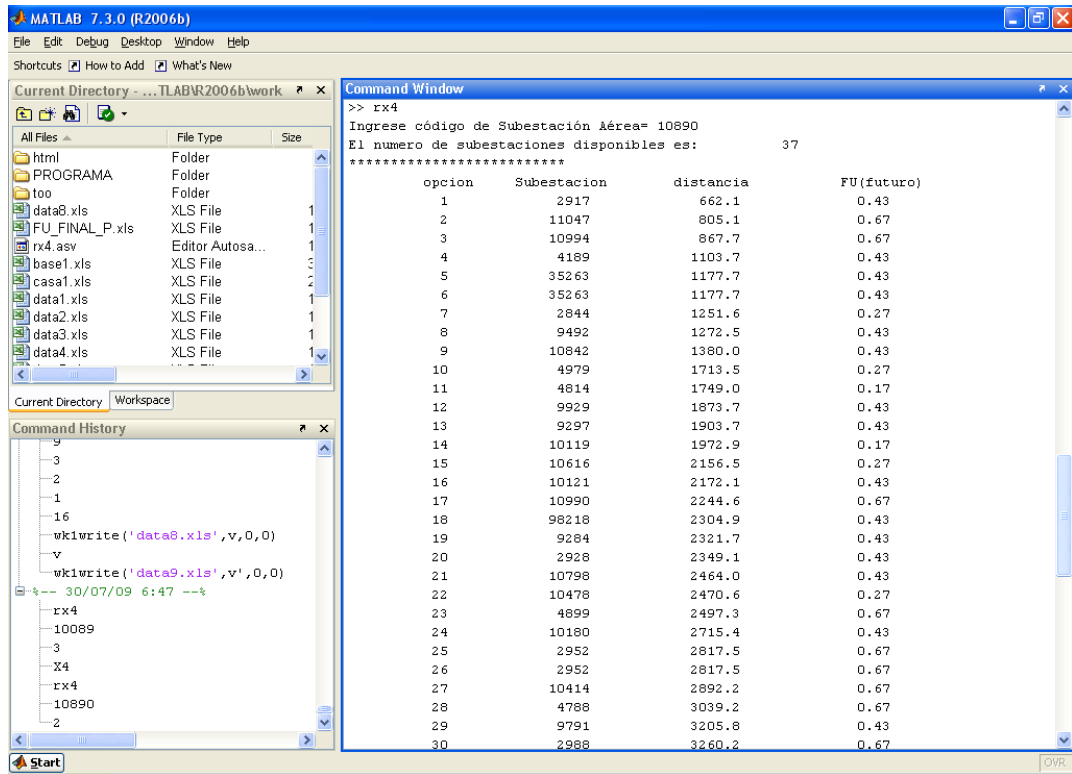 MATLAB 7.3.0 (R2006b)
File Edit Debug Desktop Window Help
Shortcuts How to Add What's New
Current Directory - ...TLAB\R2006b\work
All Files File Type Size
html Folder
PROGRAMA Folder
too Folder
data8.xls XLS File 1
FU_FINAL_P.xls XLS File 1
rx4.asv Editor Autosa... 1
base1.xls XLS File
casa1.xls XLS File 2
data1.xls XLS File 1
data2.xls XLS File 1
data3.xls XLS File 1
data4.xls XLS File 1
Current Directory Workspace
Command History
9
3
2
1
16
wk1write('data8.xls',v,0,0)
v
wk1write('data9.xls',v',0,0)
%-- 30/07/09 6:47 --%
rx4
10089
3
X4
rx4
10890
2
Command Window
>> rx4
Ingrese código de Subestación Aérea= 10890
El numero de subestaciones disponibles es: 37
**************************
opcion Subestacion distancia FU(futuro)
1 2917 662.1 0.43
2 11047 805.1 0.67
3 10994 867.7 0.67
4 4189 1103.7 0.43
5 35263 1177.7 0.43
6 35263 1177.7 0.43
7 2844 1251.6 0.27
8 9492 1272.5 0.43
9 10842 1380.0 0.43
10 4979 1713.5 0.27
11 4814 1749.0 0.17
12 9929 1873.7 0.43
13 9297 1903.7 0.43
14 10119 1972.9 0.17
15 10616 2156.5 0.27
16 10121 2172.1 0.43
17 10990 2244.6 0.67
18 98218 2304.9 0.43
19 9284 2321.7 0.43
20 2928 2349.1 0.43
21 10798 2464.0 0.43
22 10478 2470.6 0.27
23 4899 2497.3 0.67
24 10180 2715.4 0.43
25 2952 2817.5 0.67
26 2952 2817.5 0.67
27 10414 2892.2 0.67
28 4788 3039.2 0.67
29 9791 3205.8 0.43
30 2988 3260.2 0.67
Start
OVR